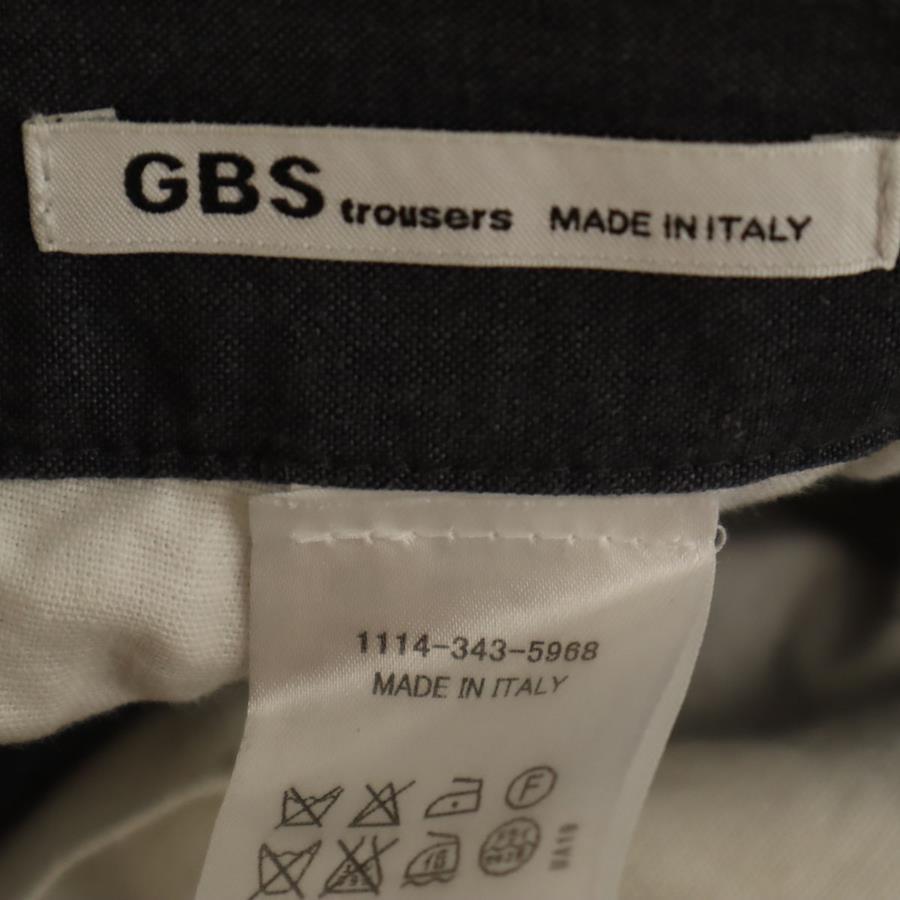 GBS trousers MADE IN ITALY
1114-343-5968
MADE IN ITALY
F